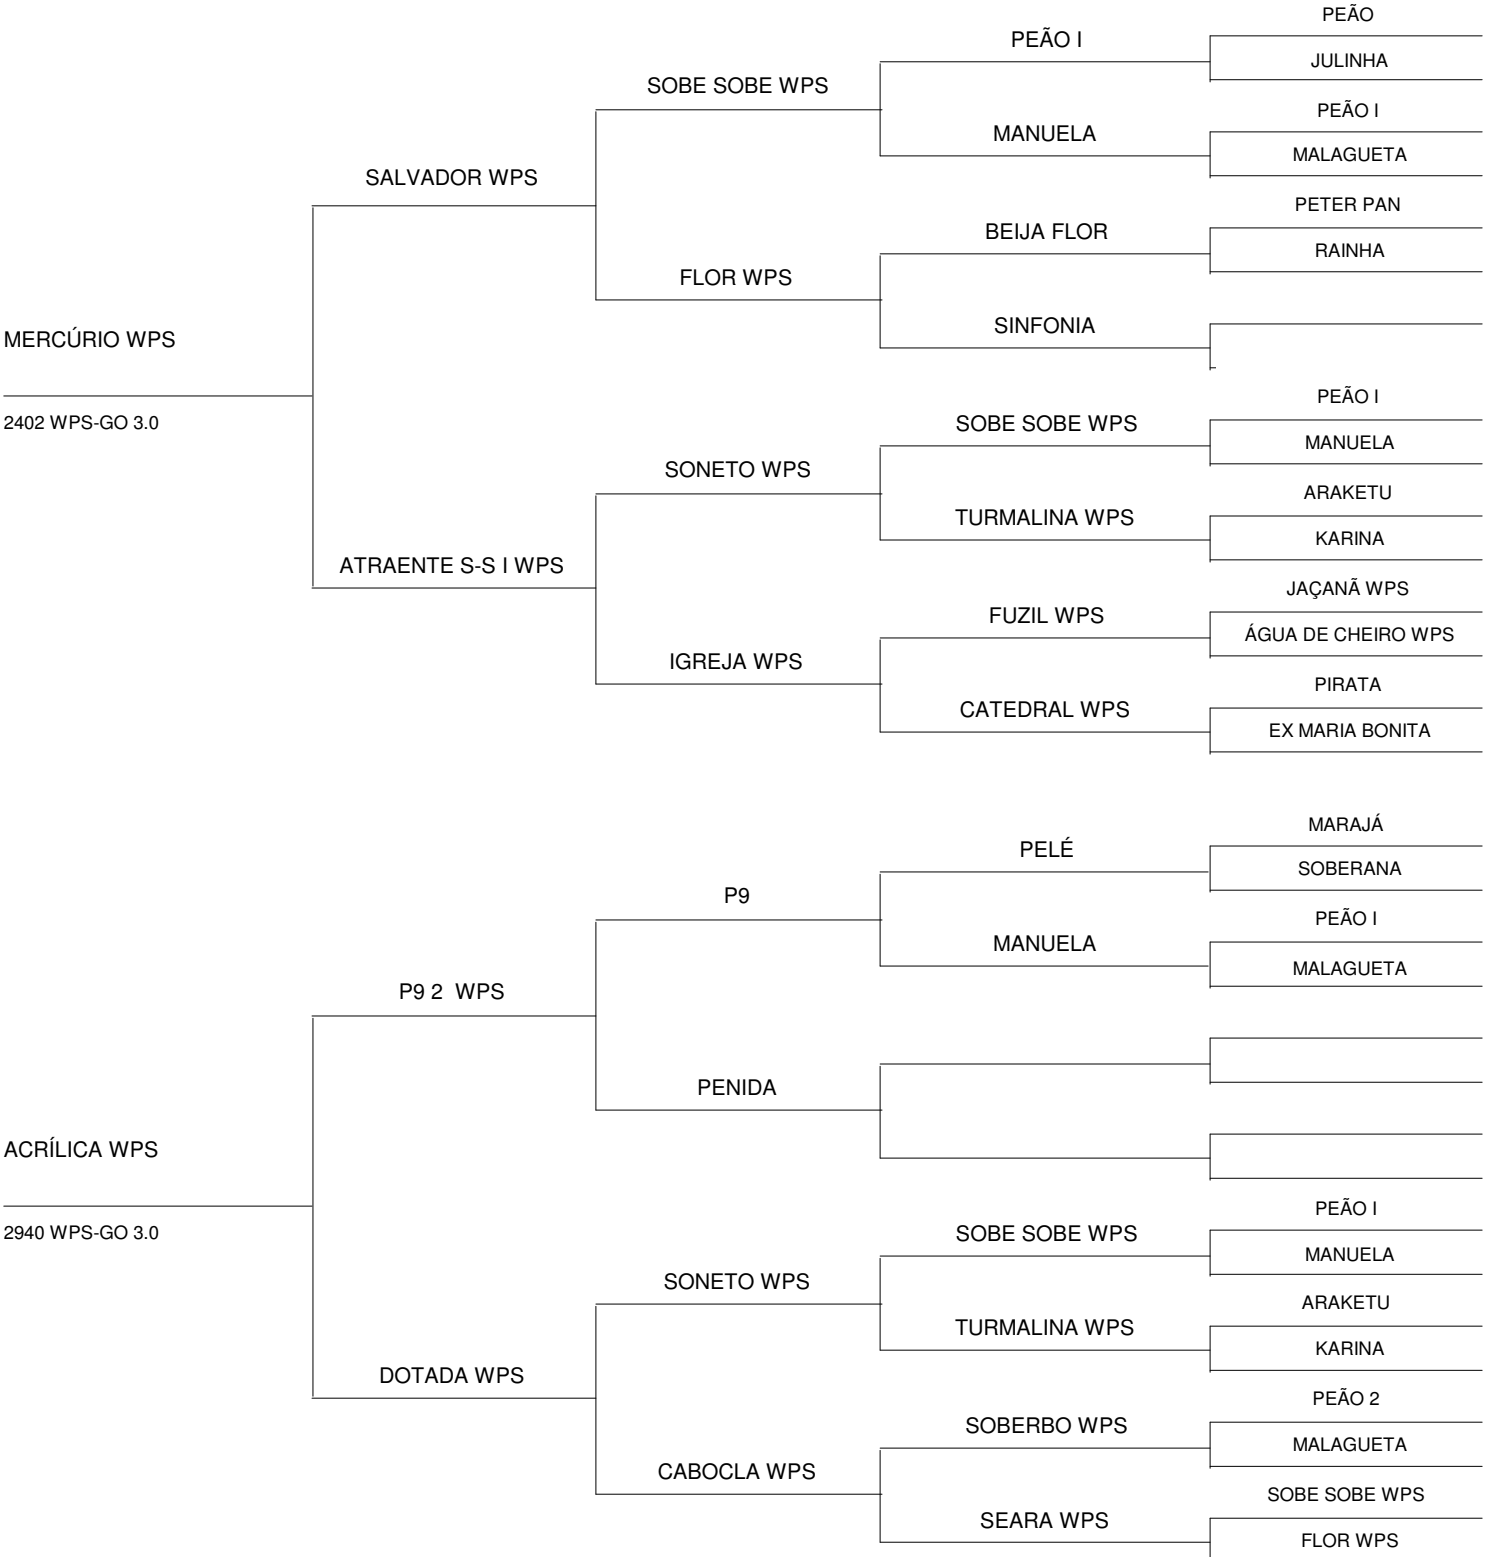 PEÃO
PEÃO I
JULINHA
SOBE SOBE WPS
PEÃO I
MANUELA
MALAGUETA
SALVADOR WPS
PETER PAN
BEIJA FLOR
RAINHA
FLOR WPS
SINFONIA
MERCÚRIO WPS
PEÃO I
2402 WPS-GO 3.0
SOBE SOBE WPS
MANUELA
SONETO WPS
ARAKETU
TURMALINA WPS
KARINA
ATRAENTE S-S I WPS
JAÇANÃ WPS
FUZIL WPS
ÁGUA DE CHEIRO WPS
IGREJA WPS
PIRATA
CATEDRAL WPS
EX MARIA BONITA
MARAJÁ
PELÉ
SOBERANA
P9
PEÃO I
MANUELA
MALAGUETA
P9 2  WPS
PENIDA
ACRÍLICA WPS
PEÃO I
2940 WPS-GO 3.0
SOBE SOBE WPS
MANUELA
SONETO WPS
ARAKETU
TURMALINA WPS
KARINA
DOTADA WPS
PEÃO 2
SOBERBO WPS
MALAGUETA
CABOCLA WPS
SOBE SOBE WPS
SEARA WPS
FLOR WPS